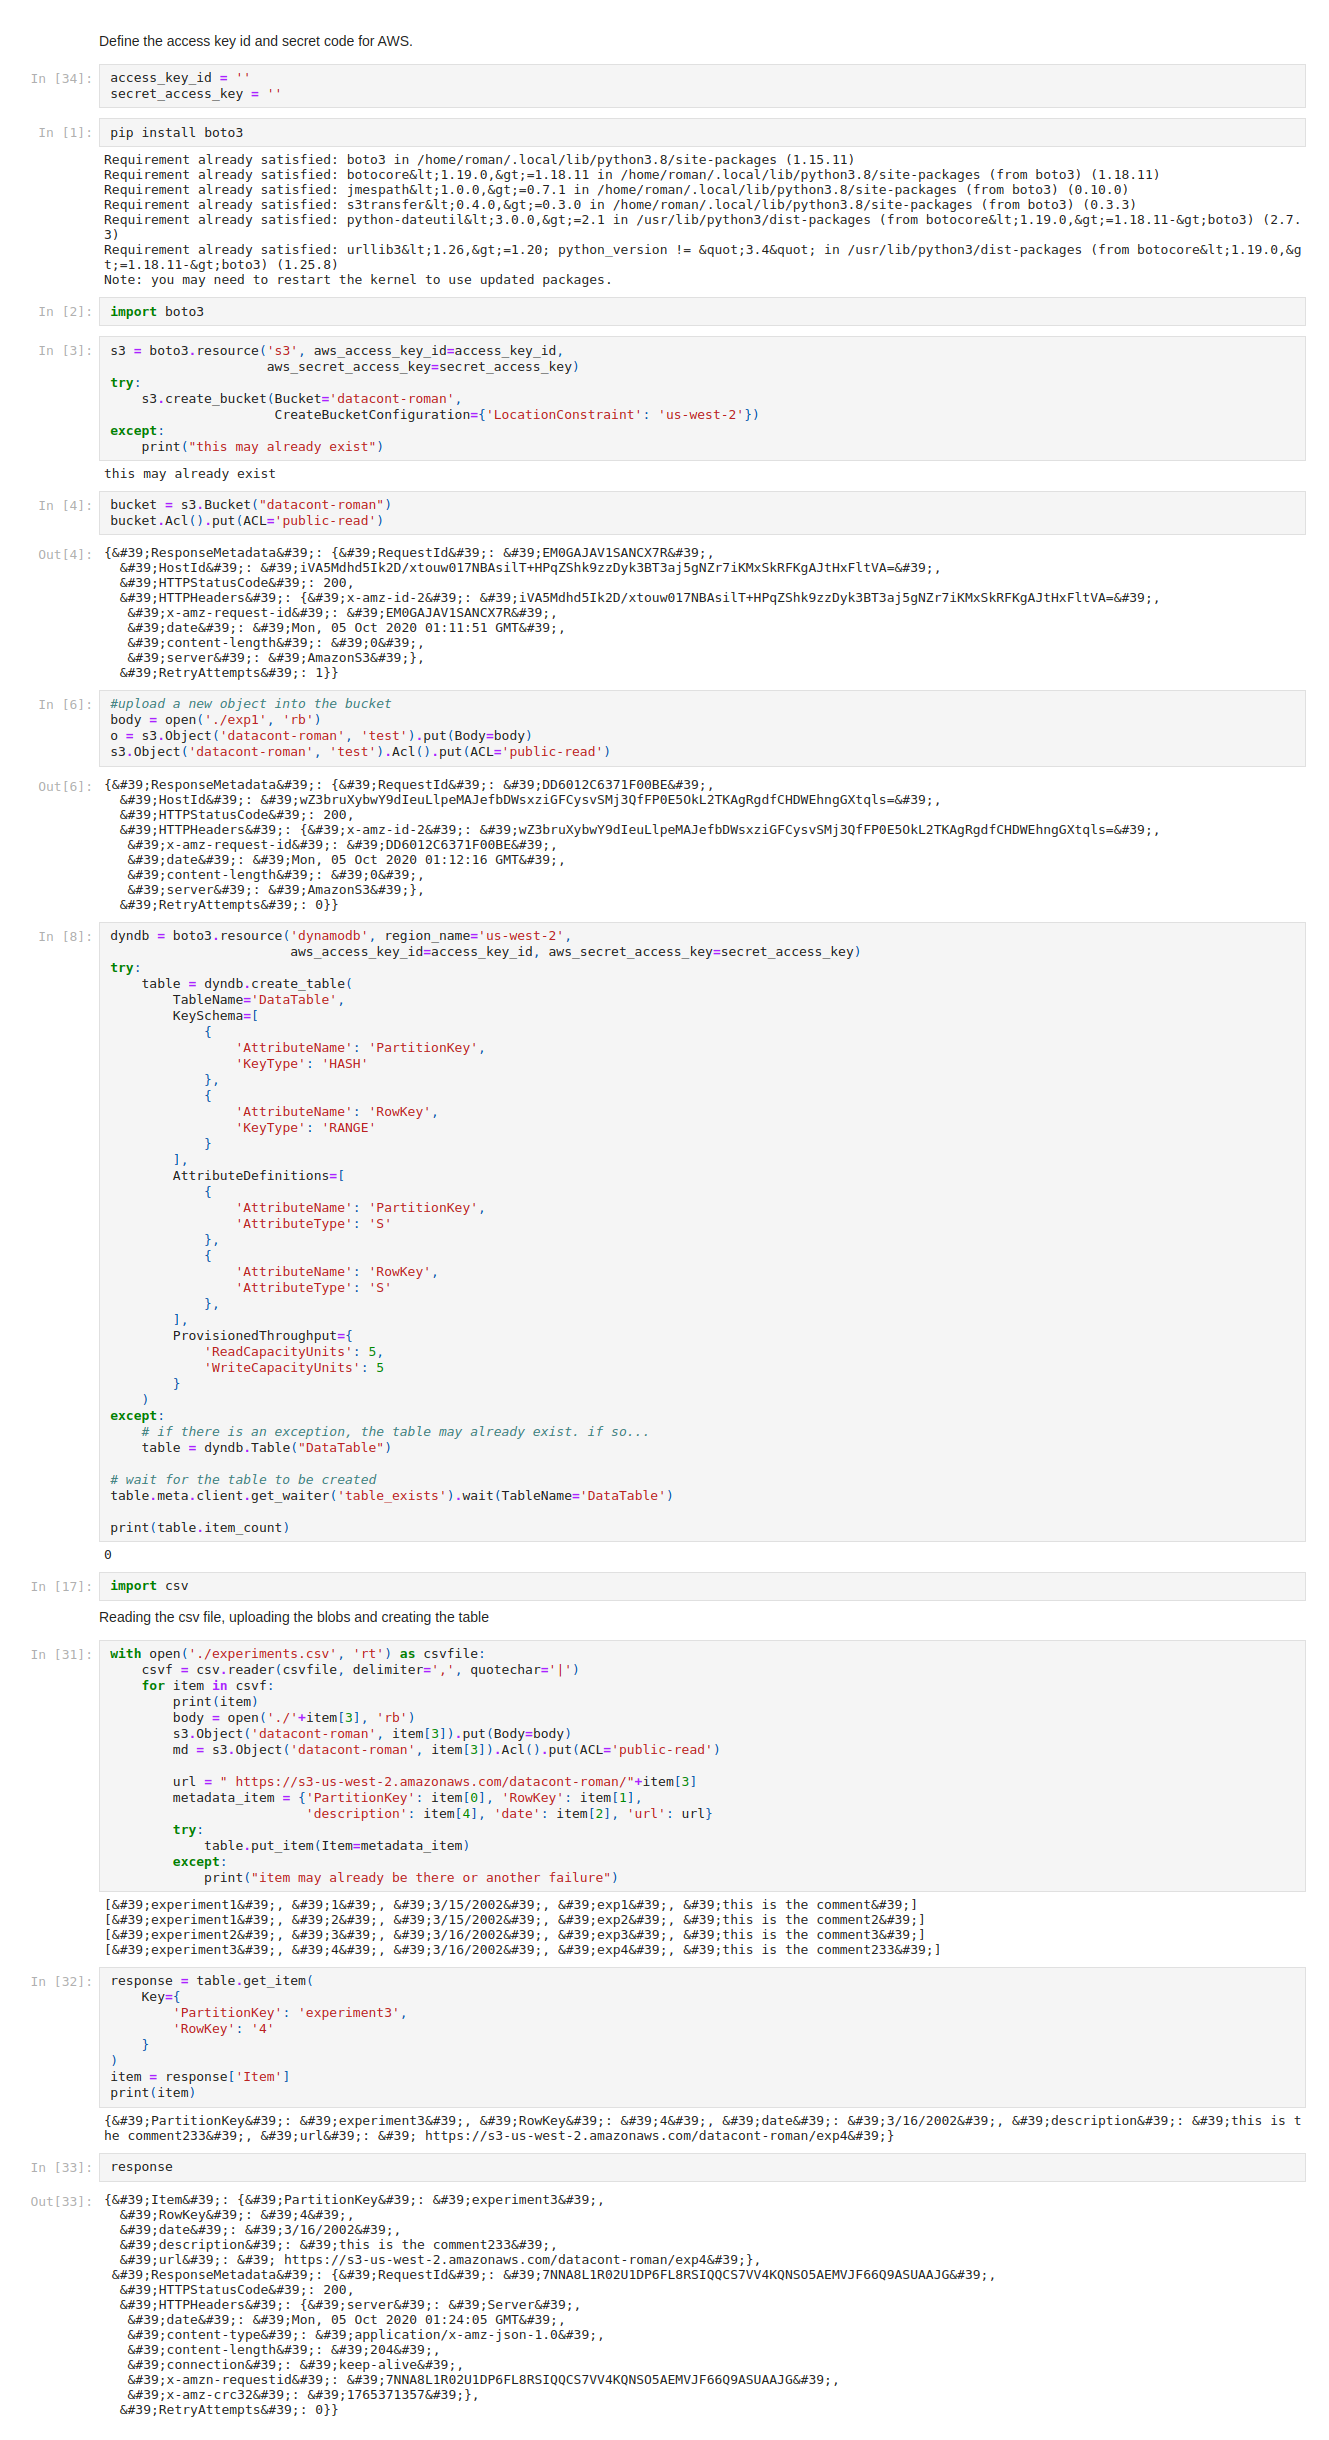 Define the access key id and secret code for AWS.
In [34]: access_key_id = ''
secret_access_key = ''
In [1]: pip install boto3
Requirement already satisfied: boto3 in /home/roman/.local/lib/python3.8/site-packages (1.15.11)
Requirement already satisfied: botocore&lt;1.19.0,&gt;=1.18.11 in /home/roman/.local/lib/python3.8/site-packages (from boto3) (1.18.11)
Requirement already satisfied: jmespath&lt;1.0.0,&gt;=0.7.1 in /home/roman/.local/lib/python3.8/site-packages (from boto3) (0.10.0)
Requirement already satisfied: s3transfer&lt;0.4.0,&gt;=0.3.0 in /home/roman/.local/lib/python3.8/site-packages (from boto3) (0.3.3)
Requirement already satisfied: python-dateutil&lt;3.0.0,&gt;=2.1 in /usr/lib/python3/dist-packages (from botocore&lt;1.19.0,&gt;=1.18.11-&gt;boto3) (2.7.
3)
Requirement already satisfied: urllib3&lt;1.26,&gt;=1.20; python_version != &quot;3.4&quot; in /usr/lib/python3/dist-packages (from botocore&lt;1.19.0,&g
t;=1.18.11-&gt;boto3) (1.25.8)
Note: you may need to restart the kernel to use updated packages.
In [2]: import boto3
In [3]: s3 = boto3.resource('s3', aws_access_key_id=access_key_id,
                    aws_secret_access_key=secret_access_key)
try:
    s3.create_bucket(Bucket='datacont-roman',
                     CreateBucketConfiguration={'LocationConstraint': 'us-west-2'})
except:
    print("this may already exist")
this may already exist
In [4]: bucket = s3.Bucket("datacont-roman")
bucket.Acl().put(ACL='public-read')
Out[4]: {&#39;ResponseMetadata&#39;: {&#39;RequestId&#39;: &#39;EM0GAJAV1SANCX7R&#39;,
  &#39;HostId&#39;: &#39;iVA5Mdhd5Ik2D/xtouw017NBAsilT+HPqZShk9zzDyk3BT3aj5gNZr7iKMxSkRFKgAJtHxFltVA=&#39;,
  &#39;HTTPStatusCode&#39;: 200,
  &#39;HTTPHeaders&#39;: {&#39;x-amz-id-2&#39;: &#39;iVA5Mdhd5Ik2D/xtouw017NBAsilT+HPqZShk9zzDyk3BT3aj5gNZr7iKMxSkRFKgAJtHxFltVA=&#39;,
   &#39;x-amz-request-id&#39;: &#39;EM0GAJAV1SANCX7R&#39;,
   &#39;date&#39;: &#39;Mon, 05 Oct 2020 01:11:51 GMT&#39;,
   &#39;content-length&#39;: &#39;0&#39;,
   &#39;server&#39;: &#39;AmazonS3&#39;},
  &#39;RetryAttempts&#39;: 1}}
In [6]: #upload a new object into the bucket
body = open('./exp1', 'rb')
o = s3.Object('datacont-roman', 'test').put(Body=body)
s3.Object('datacont-roman', 'test').Acl().put(ACL='public-read')
Out[6]: {&#39;ResponseMetadata&#39;: {&#39;RequestId&#39;: &#39;DD6012C6371F00BE&#39;,
  &#39;HostId&#39;: &#39;wZ3bruXybwY9dIeuLlpeMAJefbDWsxziGFCysvSMj3QfFP0E5OkL2TKAgRgdfCHDWEhngGXtqls=&#39;,
  &#39;HTTPStatusCode&#39;: 200,
  &#39;HTTPHeaders&#39;: {&#39;x-amz-id-2&#39;: &#39;wZ3bruXybwY9dIeuLlpeMAJefbDWsxziGFCysvSMj3QfFP0E5OkL2TKAgRgdfCHDWEhngGXtqls=&#39;,
   &#39;x-amz-request-id&#39;: &#39;DD6012C6371F00BE&#39;,
   &#39;date&#39;: &#39;Mon, 05 Oct 2020 01:12:16 GMT&#39;,
   &#39;content-length&#39;: &#39;0&#39;,
   &#39;server&#39;: &#39;AmazonS3&#39;},
  &#39;RetryAttempts&#39;: 0}}
In [8]: dyndb = boto3.resource('dynamodb', region_name='us-west-2',
                       aws_access_key_id=access_key_id, aws_secret_access_key=secret_access_key)
try:
    table = dyndb.create_table(
        TableName='DataTable',
        KeySchema=[
            {
                'AttributeName': 'PartitionKey',
                'KeyType': 'HASH'
            },
            {
                'AttributeName': 'RowKey',
                'KeyType': 'RANGE'
            }
        ],
        AttributeDefinitions=[
            {
                'AttributeName': 'PartitionKey',
                'AttributeType': 'S'
            },
            {
                'AttributeName': 'RowKey',
                'AttributeType': 'S'
            },
        ],
        ProvisionedThroughput={
            'ReadCapacityUnits': 5,
            'WriteCapacityUnits': 5
        }
    )
except:
    # if there is an exception, the table may already exist. if so...
    table = dyndb.Table("DataTable")
# wait for the table to be created
table.meta.client.get_waiter('table_exists').wait(TableName='DataTable')
print(table.item_count)
0
In [17]: import csv
Reading the csv file, uploading the blobs and creating the table
In [31]: with open('./experiments.csv', 'rt') as csvfile:
    csvf = csv.reader(csvfile, delimiter=',', quotechar='|')
    for item in csvf:
        print(item)
        body = open('./'+item[3], 'rb')
        s3.Object('datacont-roman', item[3]).put(Body=body)
        md = s3.Object('datacont-roman', item[3]).Acl().put(ACL='public-read')
        url = " https://s3-us-west-2.amazonaws.com/datacont-roman/"+item[3]
        metadata_item = {'PartitionKey': item[0], 'RowKey': item[1],
                         'description': item[4], 'date': item[2], 'url': url}
        try:
            table.put_item(Item=metadata_item)
        except:
            print("item may already be there or another failure")
[&#39;experiment1&#39;, &#39;1&#39;, &#39;3/15/2002&#39;, &#39;exp1&#39;, &#39;this is the comment&#39;]
[&#39;experiment1&#39;, &#39;2&#39;, &#39;3/15/2002&#39;, &#39;exp2&#39;, &#39;this is the comment2&#39;]
[&#39;experiment2&#39;, &#39;3&#39;, &#39;3/16/2002&#39;, &#39;exp3&#39;, &#39;this is the comment3&#39;]
[&#39;experiment3&#39;, &#39;4&#39;, &#39;3/16/2002&#39;, &#39;exp4&#39;, &#39;this is the comment233&#39;]
In [32]: response = table.get_item(
    Key={
        'PartitionKey': 'experiment3',
        'RowKey': '4'
    }
)
item = response['Item']
print(item)
{&#39;PartitionKey&#39;: &#39;experiment3&#39;, &#39;RowKey&#39;: &#39;4&#39;, &#39;date&#39;: &#39;3/16/2002&#39;, &#39;description&#39;: &#39;this is t
he comment233&#39;, &#39;url&#39;: &#39; https://s3-us-west-2.amazonaws.com/datacont-roman/exp4&#39;}
In [33]: response
Out[33]: {&#39;Item&#39;: {&#39;PartitionKey&#39;: &#39;experiment3&#39;,
  &#39;RowKey&#39;: &#39;4&#39;,
  &#39;date&#39;: &#39;3/16/2002&#39;,
  &#39;description&#39;: &#39;this is the comment233&#39;,
  &#39;url&#39;: &#39; https://s3-us-west-2.amazonaws.com/datacont-roman/exp4&#39;},
 &#39;ResponseMetadata&#39;: {&#39;RequestId&#39;: &#39;7NNA8L1R02U1DP6FL8RSIQQCS7VV4KQNSO5AEMVJF66Q9ASUAAJG&#39;,
  &#39;HTTPStatusCode&#39;: 200,
  &#39;HTTPHeaders&#39;: {&#39;server&#39;: &#39;Server&#39;,
   &#39;date&#39;: &#39;Mon, 05 Oct 2020 01:24:05 GMT&#39;,
   &#39;content-type&#39;: &#39;application/x-amz-json-1.0&#39;,
   &#39;content-length&#39;: &#39;204&#39;,
   &#39;connection&#39;: &#39;keep-alive&#39;,
   &#39;x-amzn-requestid&#39;: &#39;7NNA8L1R02U1DP6FL8RSIQQCS7VV4KQNSO5AEMVJF66Q9ASUAAJG&#39;,
   &#39;x-amz-crc32&#39;: &#39;1765371357&#39;},
  &#39;RetryAttempts&#39;: 0}}